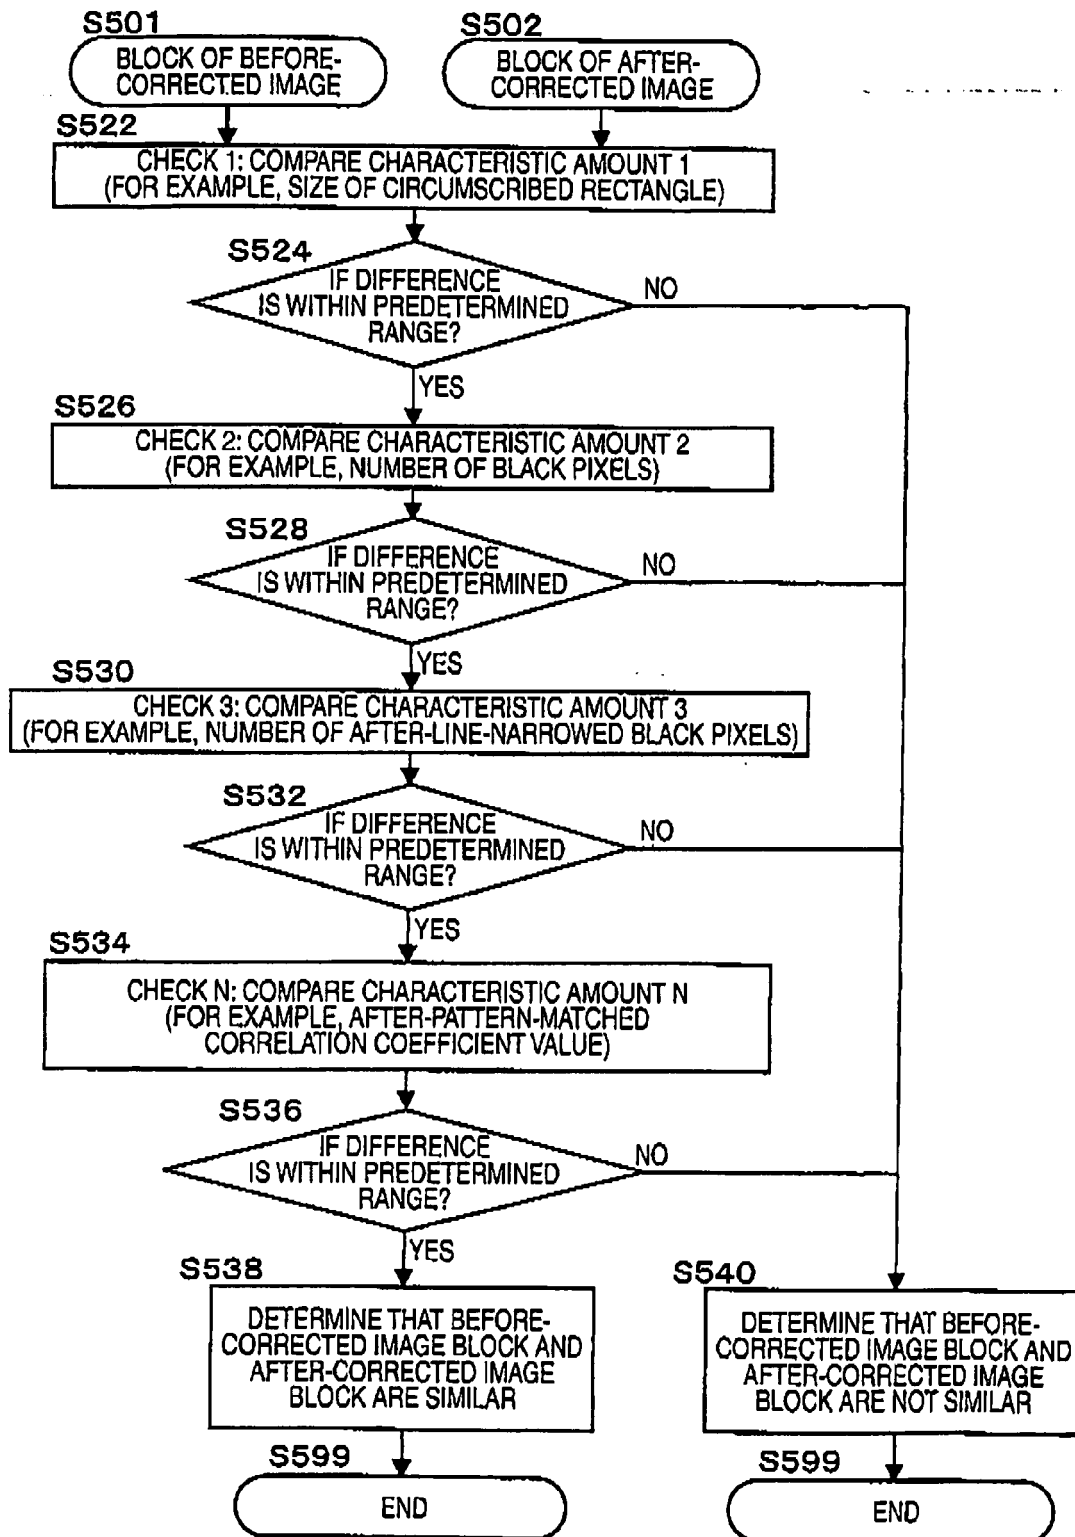 S501
BLOCK OF BEFORE-
CORRECTED IMAGE
S502
BLOCK OF AFTER-
CORRECTED IMAGE
S522
CHECK 1: COMPARE CHARACTERISTIC AMOUNT 1
(FOR EXAMPLE, SIZE OF CIRCUMSCRIBED RECTANGLE)
S524
IF DIFFERENCE
IS WITHIN PREDETERMINED
RANGE?
NO
YES
S526
CHECK 2: COMPARE CHARACTERISTIC AMOUNT 2
(FOR EXAMPLE, NUMBER OF BLACK PIXELS)
S528
IF DIFFERENCE
IS WITHIN PREDETERMINED
RANGE?
NO
YES
S530
CHECK 3: COMPARE CHARACTERISTIC AMOUNT 3
(FOR EXAMPLE, NUMBER OF AFTER-LINE-NARROWED BLACK PIXELS)
S532
IF DIFFERENCE
IS WITHIN PREDETERMINED
RANGE?
NO
YES
S534
CHECK N: COMPARE CHARACTERISTIC AMOUNT N
(FOR EXAMPLE, AFTER-PATTERN-MATCHED
CORRELATION COEFFICIENT VALUE)
S536
IF DIFFERENCE
IS WITHIN PREDETERMINED
RANGE?
NO
YES
S538
DETERMINE THAT BEFORE-
CORRECTED IMAGE BLOCK AND
AFTER-CORRECTED IMAGE
BLOCK ARE SIMILAR
S540
DETERMINE THAT BEFORE-
CORRECTED IMAGE BLOCK AND
AFTER-CORRECTED IMAGE
BLOCK ARE NOT SIMILAR
S599
END
S599
END